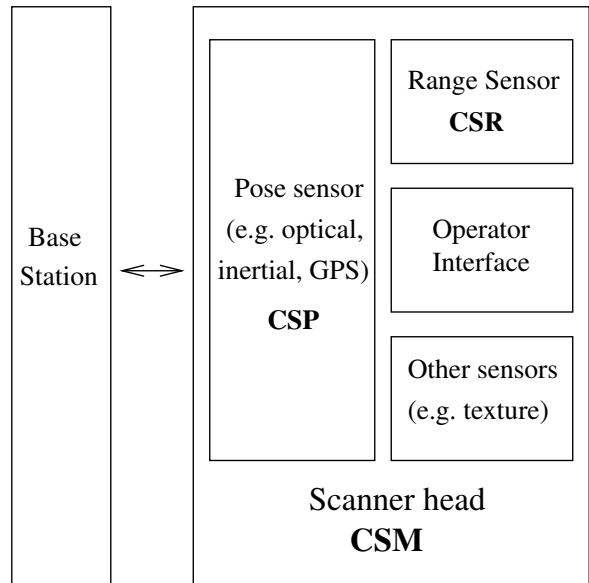 Base
Station
Pose sensor
(e.g. optical,
inertial, GPS)
CSP
Range Sensor
CSR
Operator
Interface
Other sensors
(e.g. texture)
Scanner head
CSM